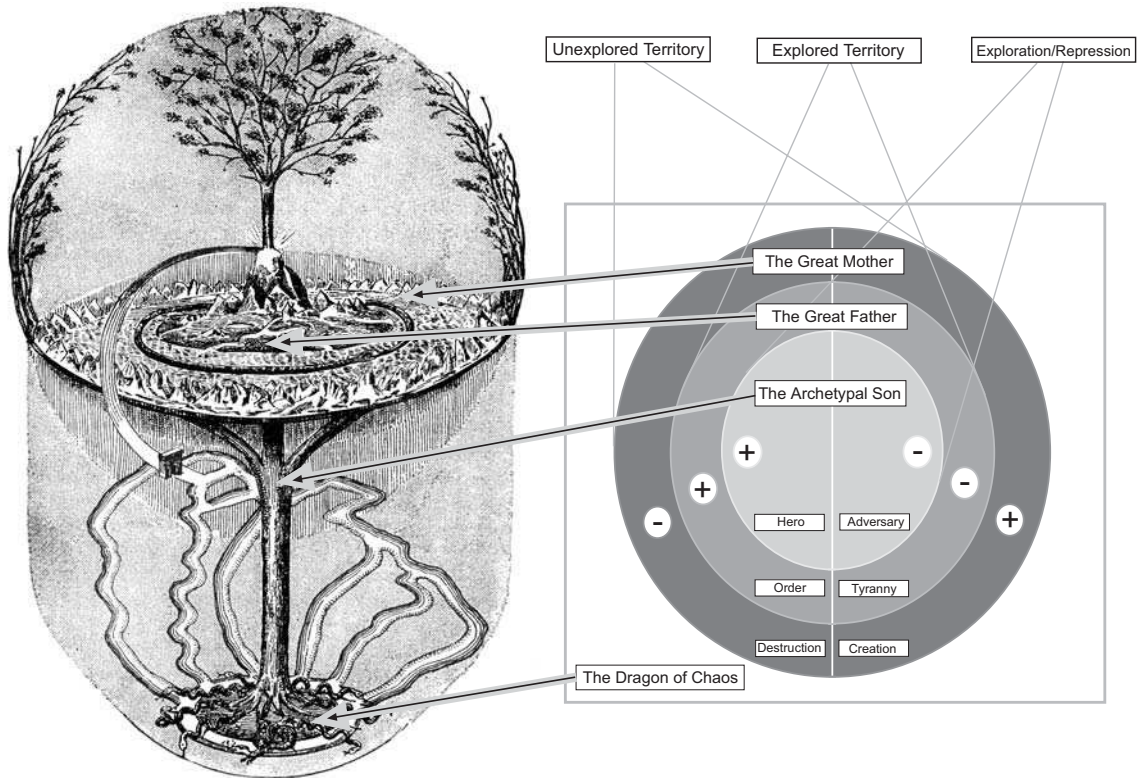 Unexplored Territory
Explored Territory
Exploration/Repression
The Great Mother
The Great Father
The Archetypal Son
+
-
+
-
-
+
Hero
Adversary
Order
Tyranny
Destruction
Creation
The Dragon of Chaos